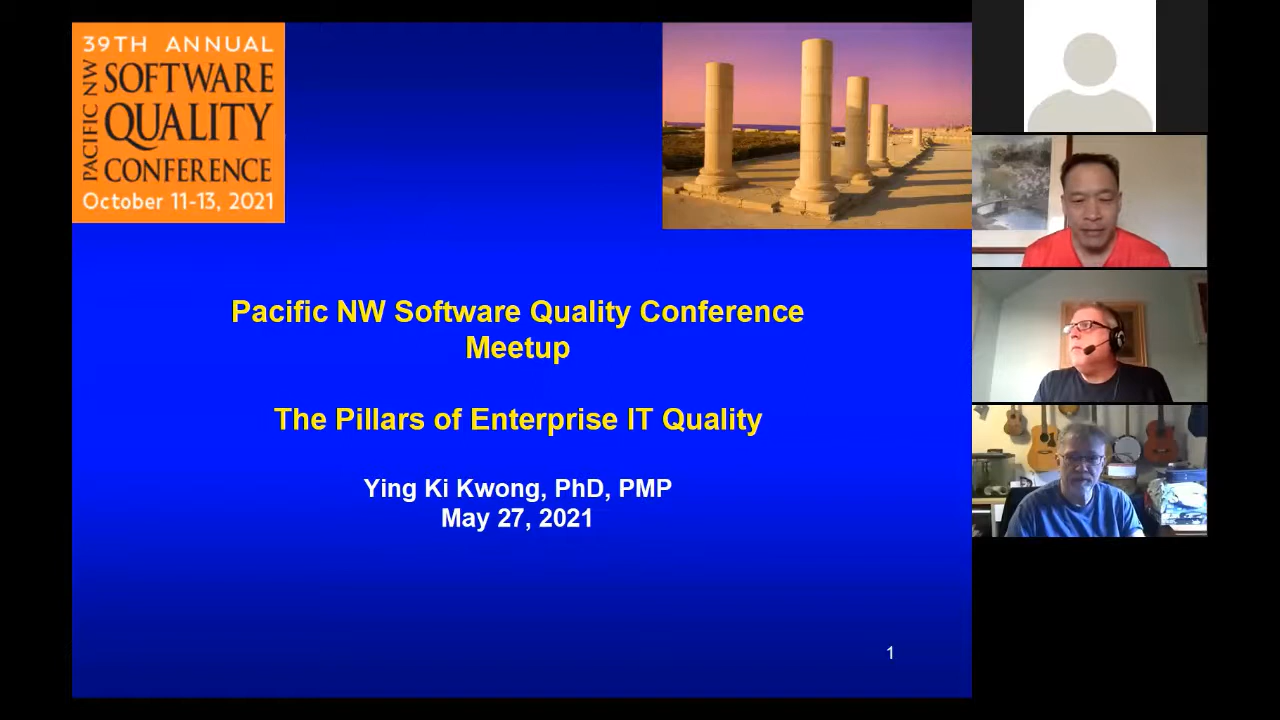 39TH ANNUAL
PACIFIC NW
SOFTWARE
QUALITY
CONFERENCE
October 11-13, 2021
Pacific NW Software Quality Conference
Meetup
The Pillars of Enterprise IT Quality
Ying Ki Kwong, PhD, PMP
May 27, 2021
1